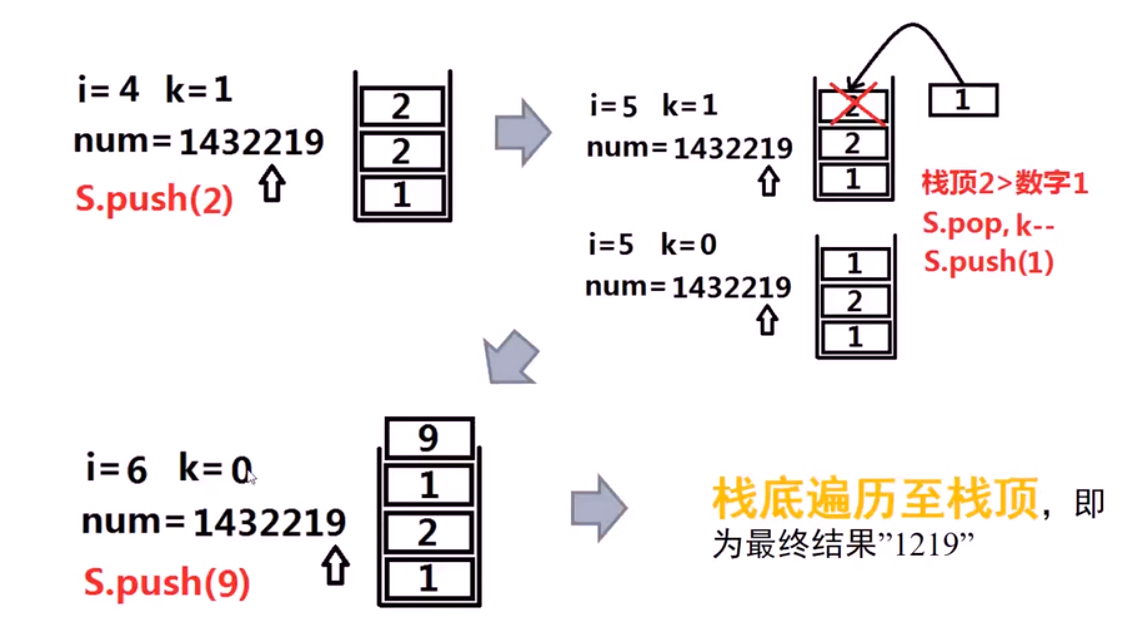 i= 4 k=1
num=1432219
S.push(2)
2
2
1
i=5 k=1
num=1432219
2
2
1
1
栈顶2>数字1
S.pop, k--
S.push(1)
i=5 k=0
num=1432219
1
2
1
i=6 k=0
num=1432219
S.push(9)
9
1
2
1
栈底遍历至栈顶，即
为最终结果”1219”